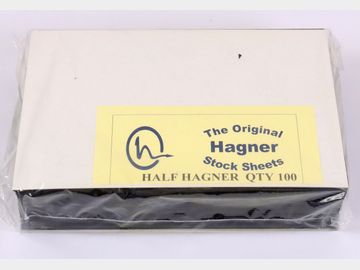 The Original
Hagner
Stock Sheets
HALF HAGNER QTY 100